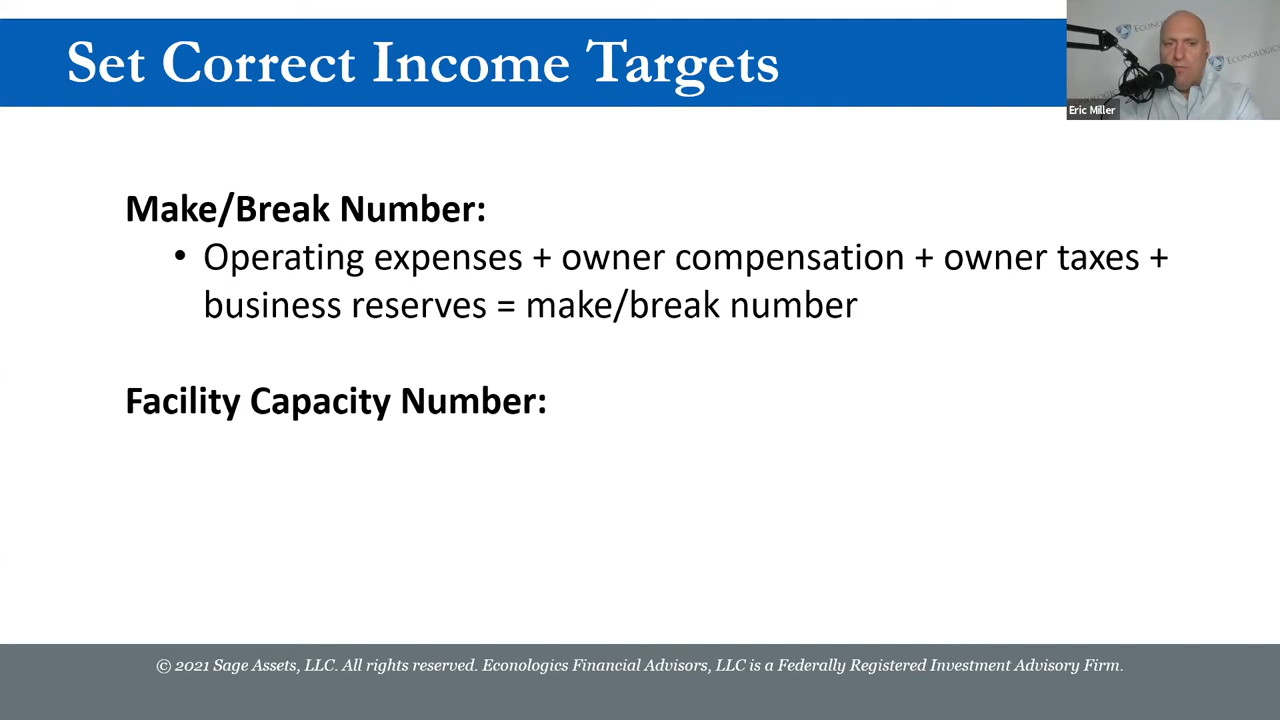 Set Correct Income Targets
ECONOLOGICS
ECONOLOGICS
Eric Miller
Make/Break Number:
• Operating expenses + owner compensation + owner taxes +
business reserves = make/break number
Facility Capacity Number:
© 2021 Sage Assets, LLC. All rights reserved. Econologics Financial Advisors, LLC is a Federally Registered Investment Advisory Firm.